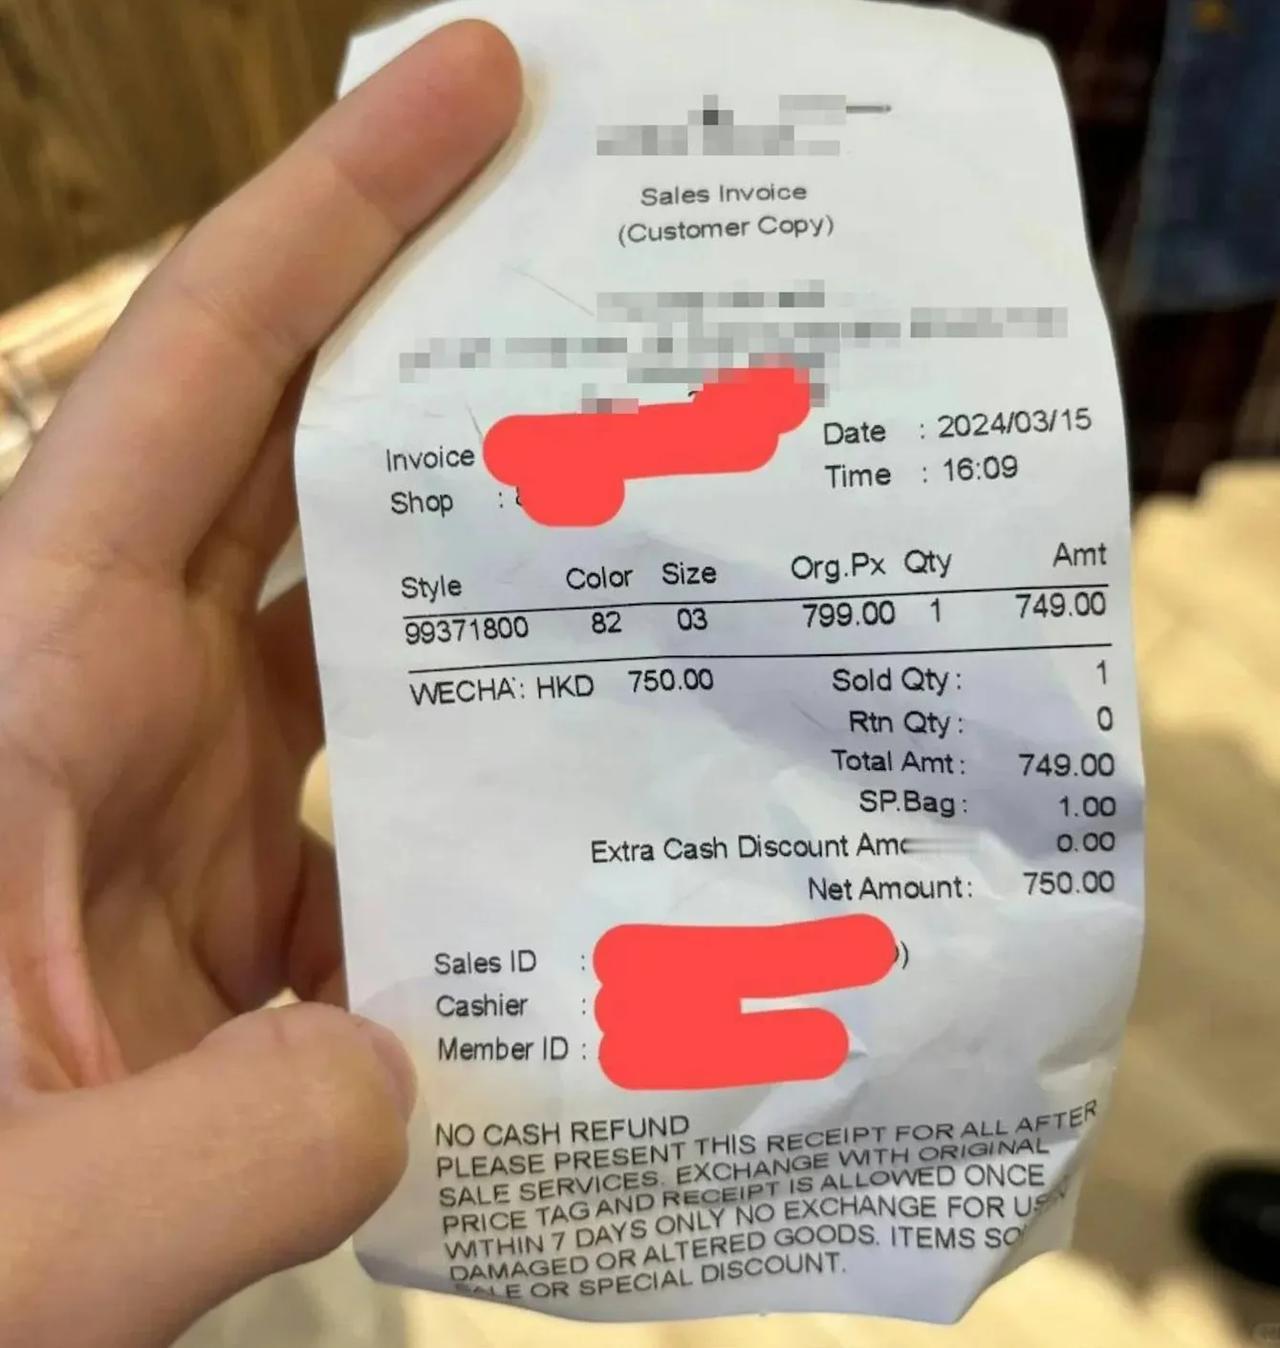 Sales Invoice
(Customer Copy)
Invoice
Date : 2024/03/15
Shop :
Time : 16:09
Style Color Size Org.Px Qty Amt
99371800 82 03 799.00 1 749.00
WECHA: HKD 750.00 Sold Qty: 1
Rtn Qty: 0
Total Amt: 749.00
SP.Bag: 1.00
Extra Cash Discount 0.00
Net Amount: 750.00
Sales ID : )
Cashier :
Member ID :
NO CASH REFUND
PLEASE PRESENT THIS RECEIPT FOR ALL AFTER
SALE SERVICES. EXCHANGE WITH ORIGINAL
PRICE TAG AND RECEIPT IS ALLOWED ONCE
WITHIN 7 DAYS ONLY NO EXCHANGE FOR
DAMAGED OR ALTERED GOODS. ITEMS
SALE OR SPECIAL DISCOUNT.